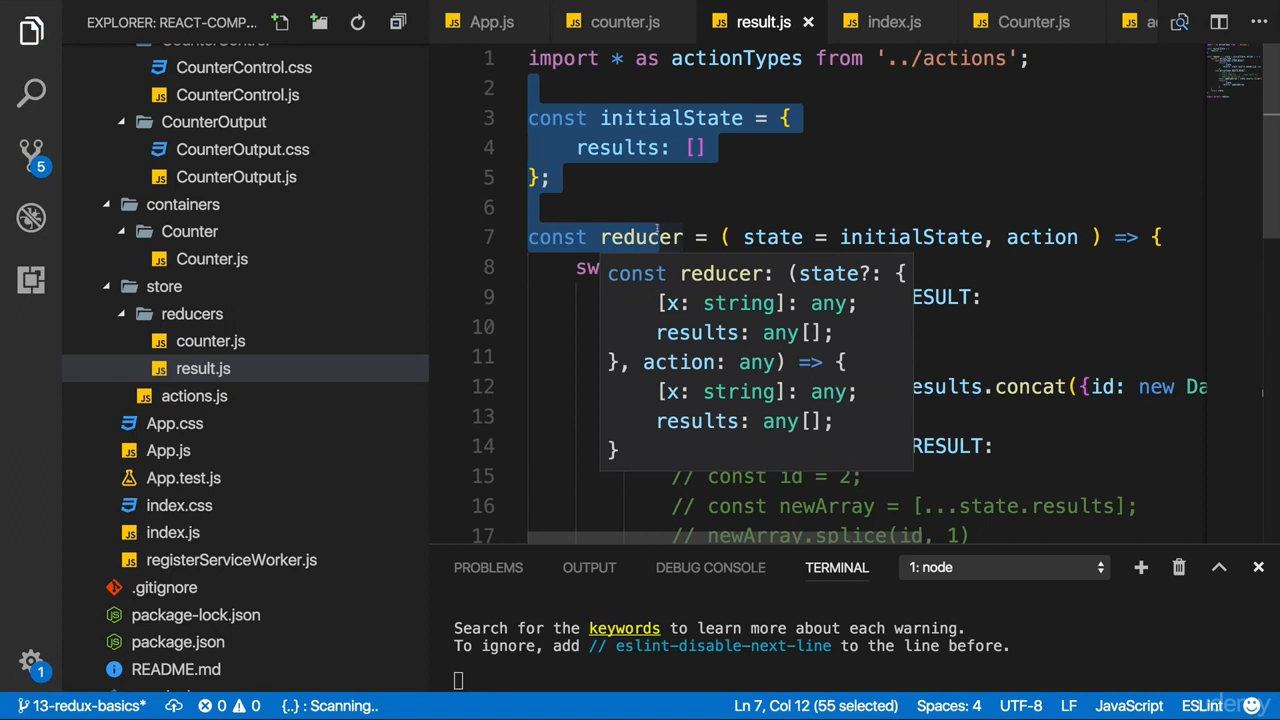 EXPLORER: REACT-COMP...
App.js
counter.js
result.js
index.js
Counter.js
CounterControl
CounterControl.css
CounterControl.js
CounterOutput
CounterOutput.css
CounterOutput.js
containers
Counter
Counter.js
store
reducers
counter.js
result.js
actions.js
App.css
App.js
App.test.js
index.css
index.js
registerServiceWorker.js
.gitignore
package-lock.json
package.json
README.md
5
1
1 import * as actionTypes from '../actions';
2
3 const initialState = {
4 results: []
5 };
6
7 const reducer = ( state = initialState, action ) => {
8 sw
9 ESULT:
10
11
12 esults.concat({id: new Da
13
14 RESULT:
15 // const id = 2;
16 // const newArray = [...state.results];
17 // newArray.splice(id, 1)
const reducer: (state?: {
[x: string]: any;
results: any[];
}, action: any) => {
[x: string]: any;
results: any[];
}
PROBLEMS OUTPUT DEBUG CONSOLE TERMINAL 1: node
Search for the keywords to learn more about each warning.
To ignore, add // eslint-disable-next-line to the line before.
13-redux-basics* 0 0 {..}: Scanning.. Ln 7, Col 12 (55 selected) Spaces: 4 UTF-8 LF JavaScript ESLint
udemy